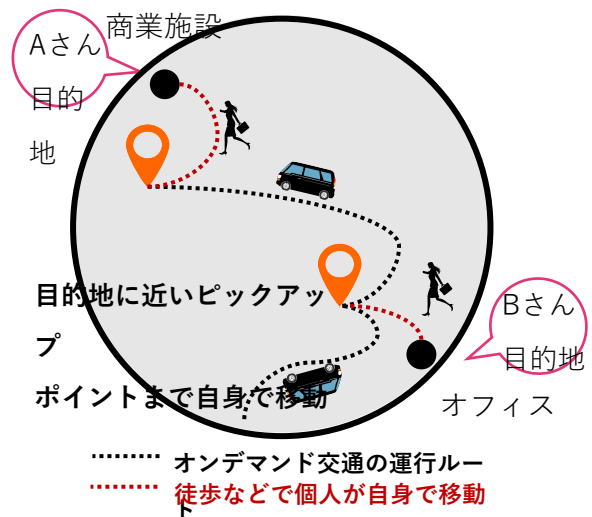 商業施設
Aさん
目的
地
目的地に近いピックアッ
プ
ポイントまで自身で移動
Bさん
目的地
オフィス
オンデマンド交通の運行ルー
ト
徒歩などで個人が自身で移動